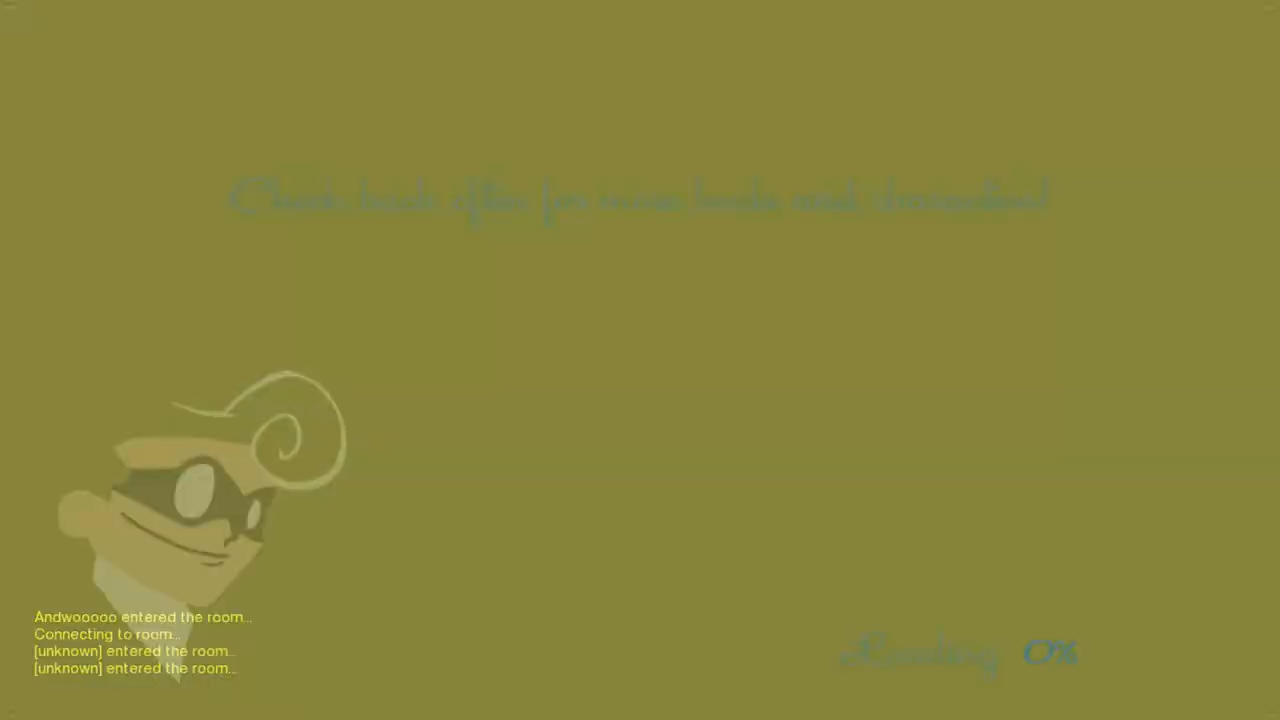 Check back often for more levels and characters!
Andwooooo entered the room...
Connecting to room...
[unknown] entered the room...
[unknown] entered the room...
Loading 0%